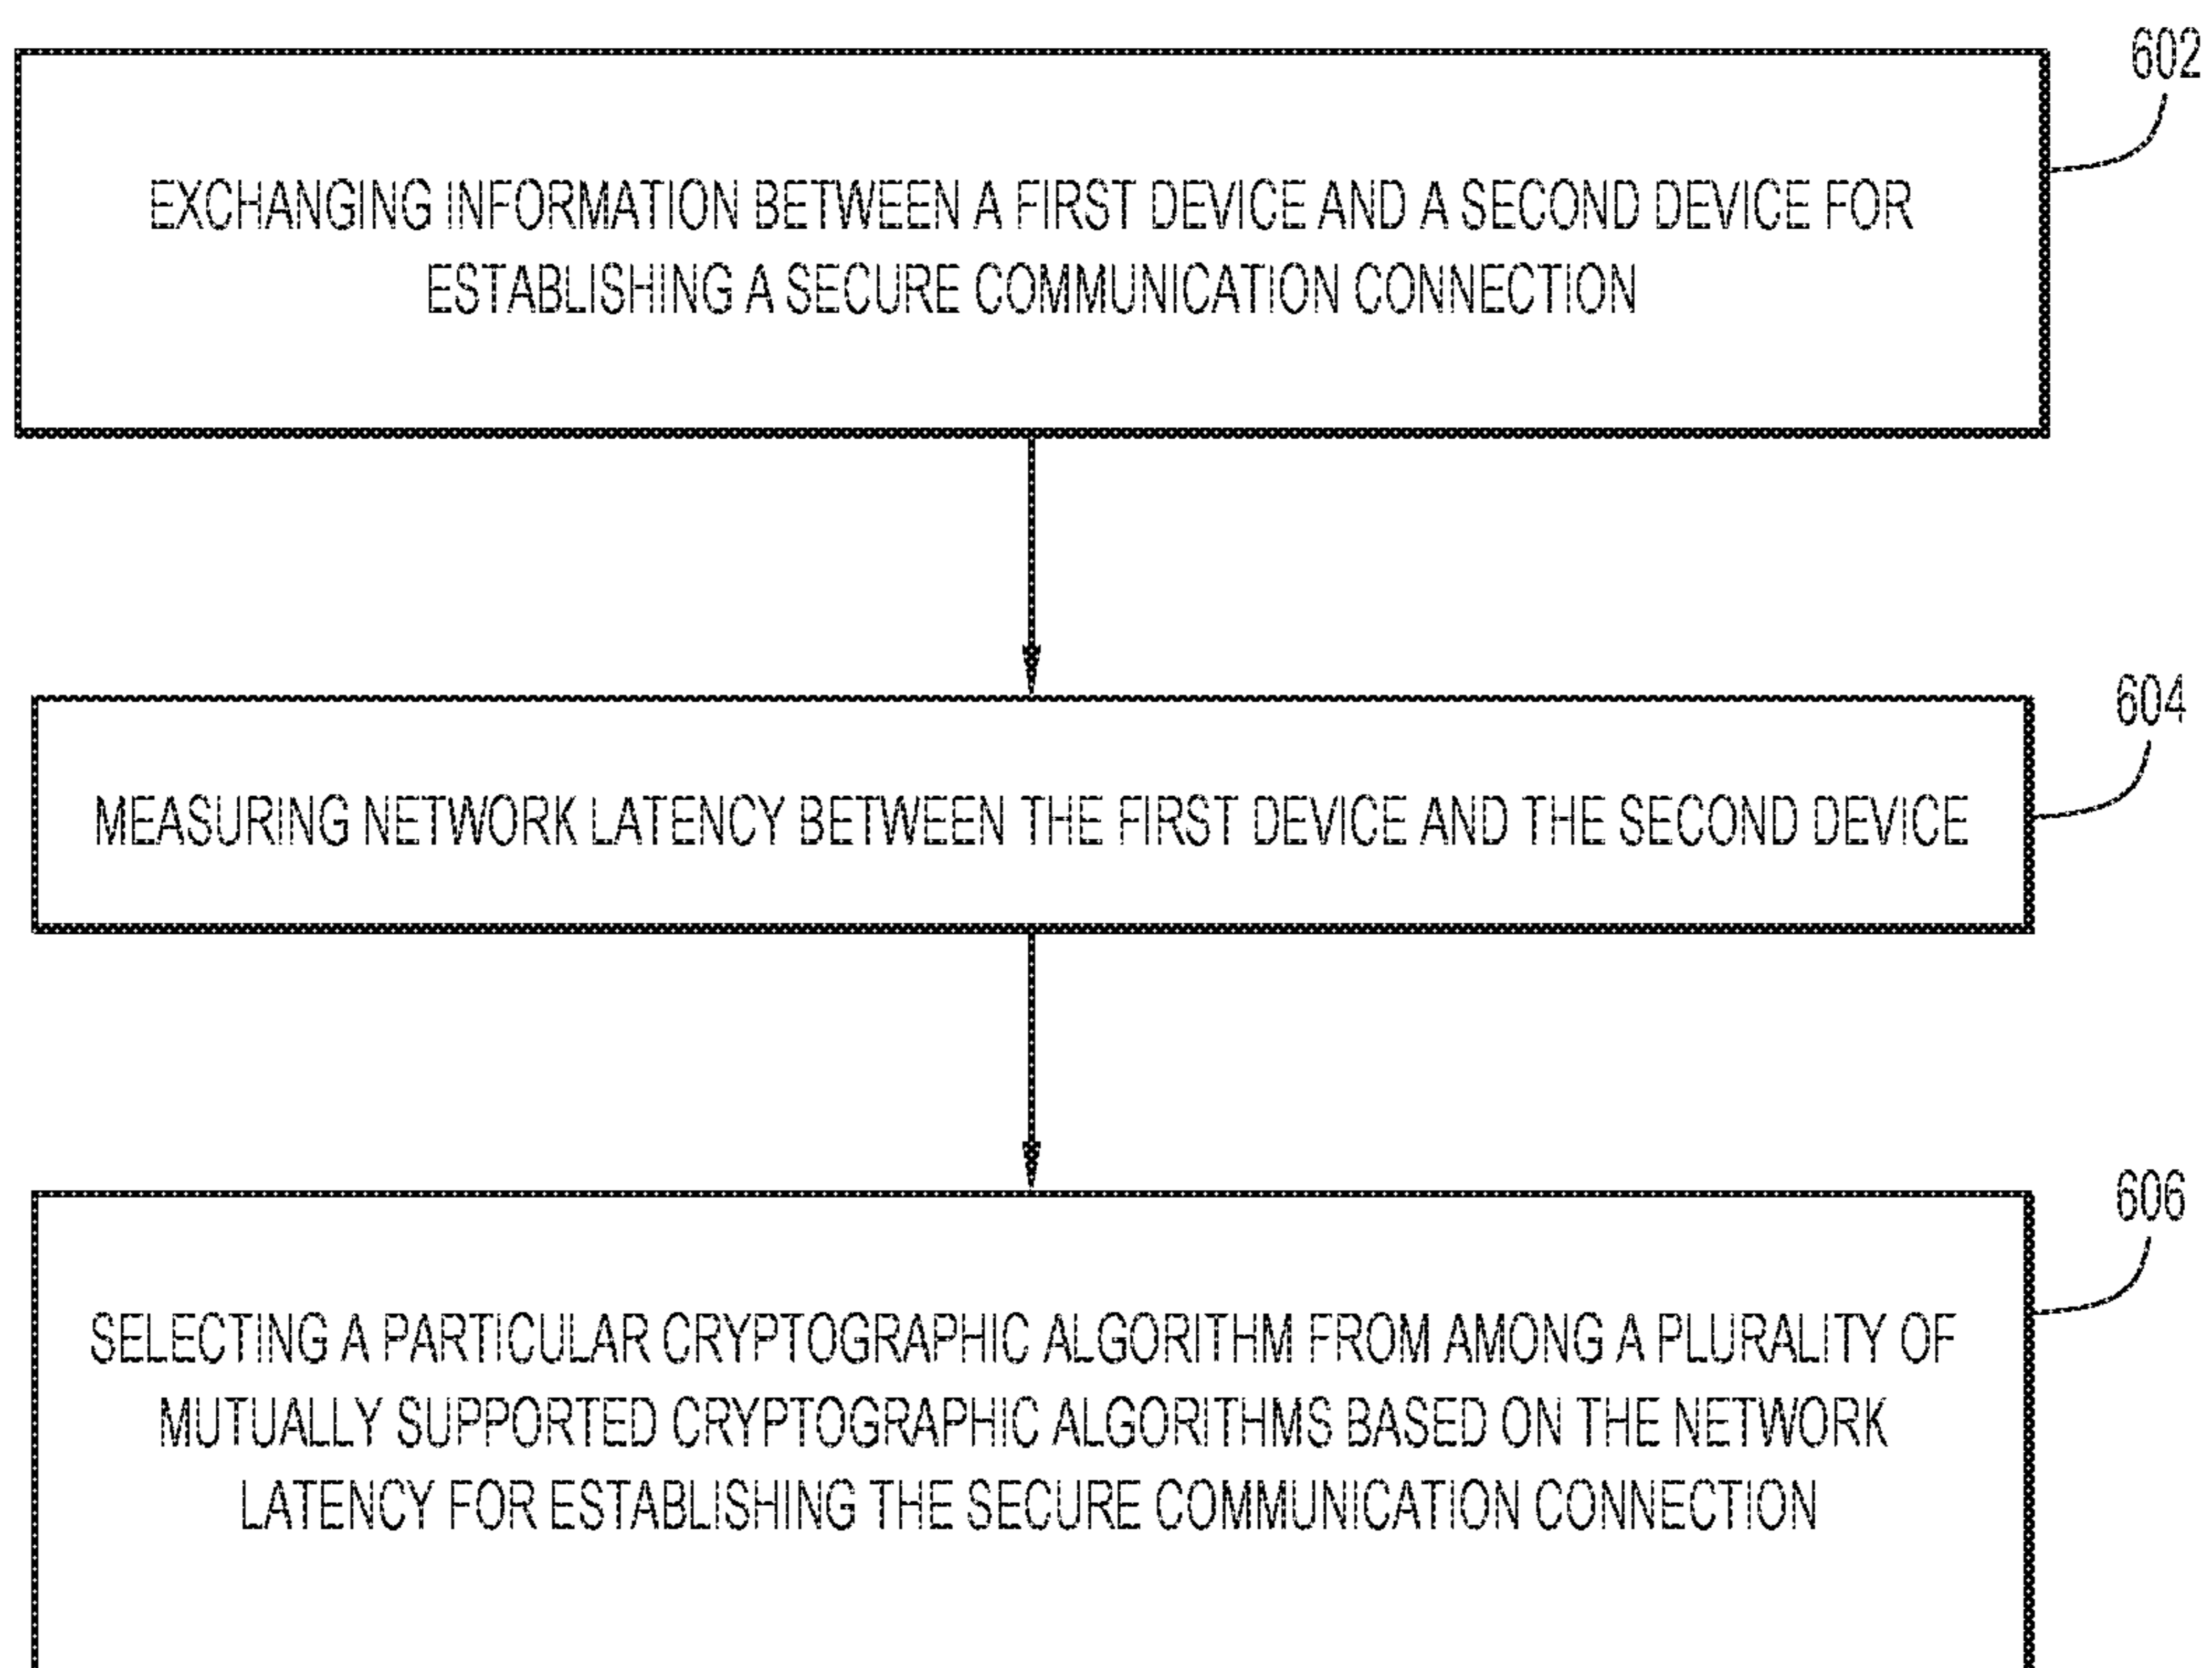 602
EXCHANGING INFORMATION BETWEEN A FIRST DEVICE AND A SECOND DEVICE FOR
ESTABLISHING A SECURE COMMUNICATION CONNECTION
604
MEASURING NETWORK LATENCY BETWEEN THE FIRST DEVICE AND THE SECOND DEVICE
606
SELECTING A PARTICULAR CRYPTOGRAPHIC ALGORITHM FROM AMONG A PLURALITY OF
MUTUALLY SUPPORTED CRYPTOGRAPHIC ALGORITHMS BASED ON THE NETWORK
LATENCY FOR ESTABLISHING THE SECURE COMMUNICATION CONNECTION